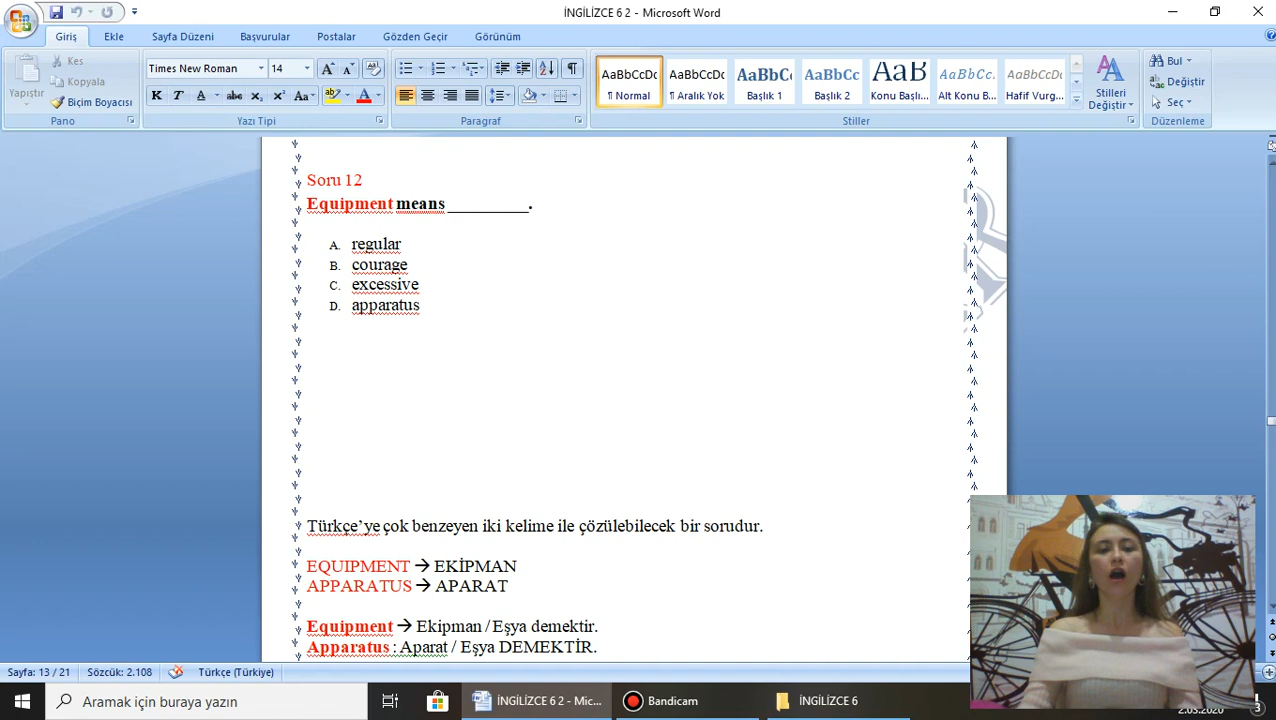 İNGİLİZCE 6 2 - Microsoft Word
Giriş Ekle Sayfa Düzeni Başvurular Postalar Gözden Geçir Görünüm
Yapıştır
Kes
Kopyala
Biçim Boyacısı
Pano
Times New Roman 14
Yazı Tipi
Paragraf
AaBbCcDc AaBbCcDc AaBbCc AaBbCc AaB AaBbCc. AaBbCcDc
¶ Normal ¶ Aralık Yok Başlık 1 Başlık 2 Konu Başlı... Alt Konu B... Hafif Vurg...
Stilleri Değiştir
Stiller
Bul
Değiştir
Seç
Düzenleme
Soru 12
Equipment means _________.
A. regular
B. courage
C. excessive
D. apparatus
Türkçe’ye çok benzeyen iki kelime ile çözülebilecek bir sorudur.
EQUIPMENT → EKİPMAN
APPARATUS → APARAT
Equipment → Ekipman / Eşya demektir.
Apparatus : Aparat / Eşya DEMEKTİR.
Sayfa: 13 / 21 Sözcük: 2.108 Türkçe (Türkiye)
Aramak için buraya yazın
İNGİLİZCE 6 2 - Mic... Bandicam İNGİLİZCE 6
2.03.2020